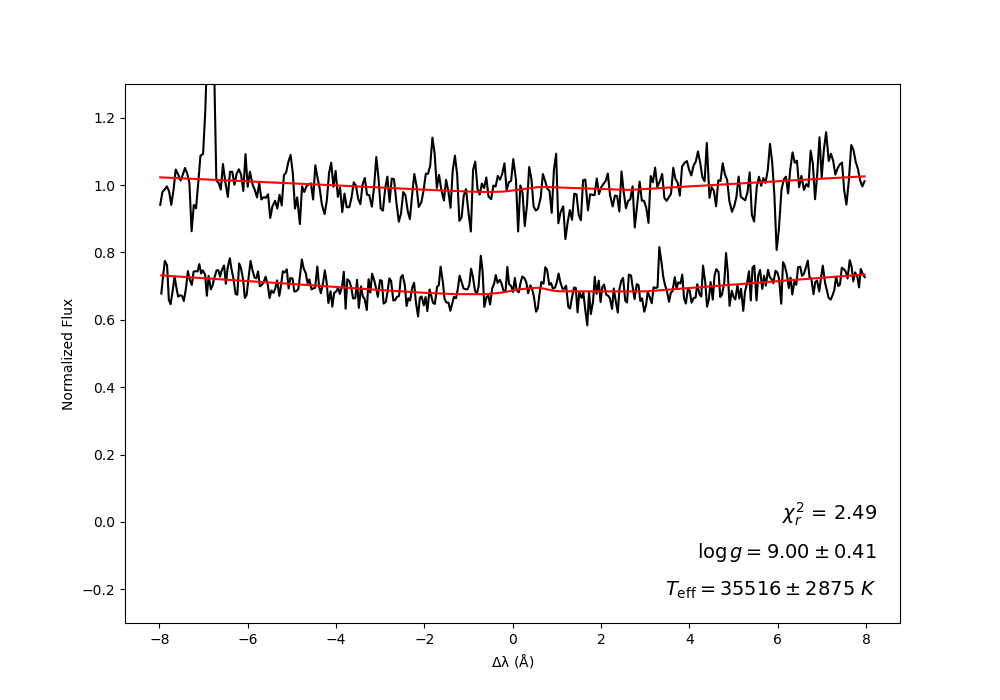 1.2
1.0
0.8
0.6
0.4
0.2
0.0
−0.2
Normalized Flux
χ²ᵣ = 2.49
log g = 9.00 ± 0.41
T_eff = 35516 ± 2875 K
−8 −6 −4 −2 0 2 4 6 8
Δλ (Å)